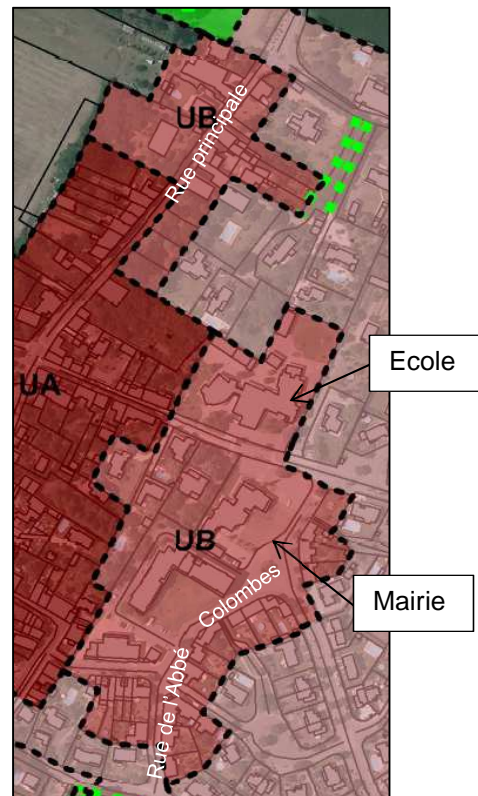 UB
Rue principale
Ecole
UA
UB
Mairie
Rue de l'Abbé
Colombes